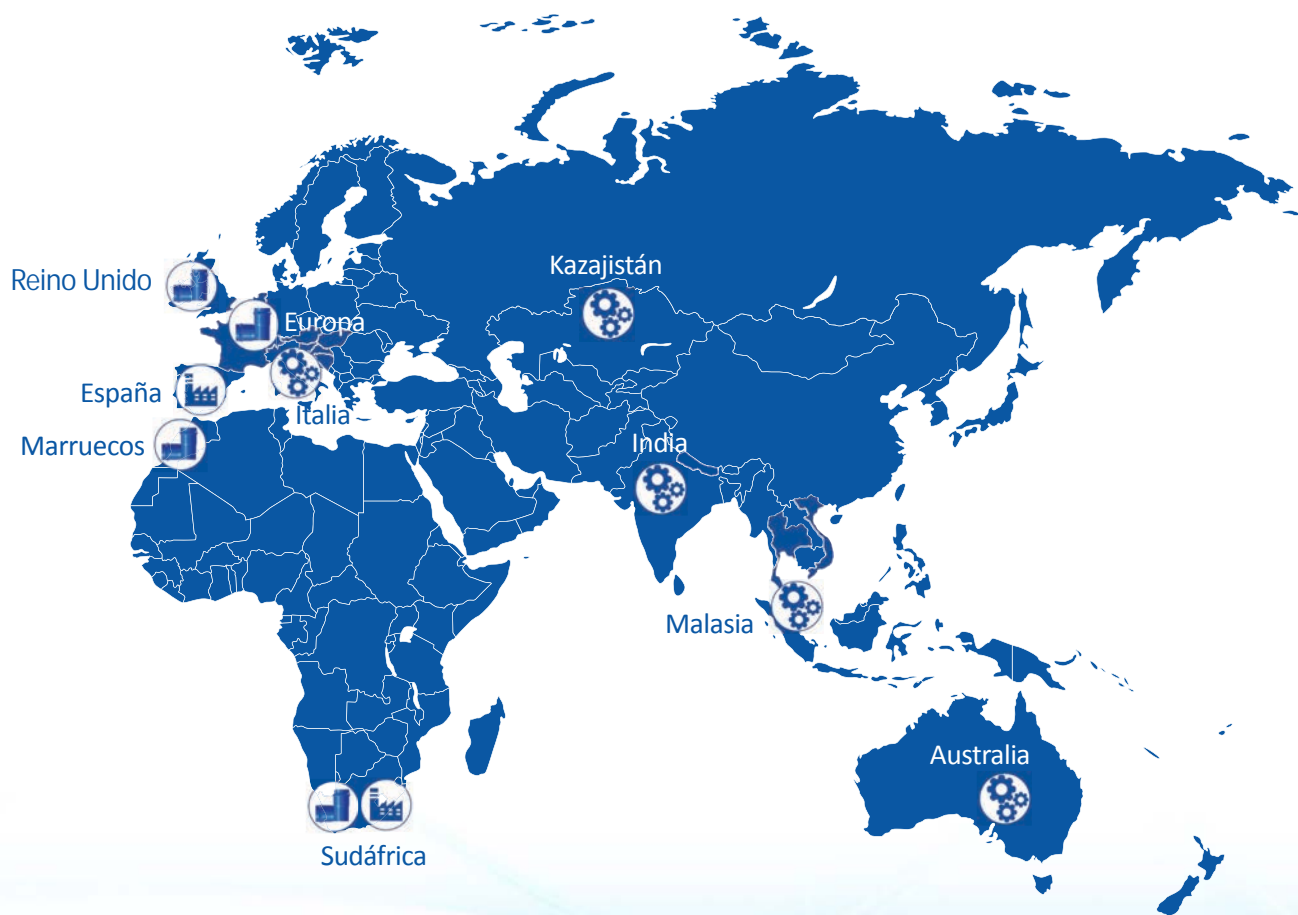 Kazajistán
Reino Unido
Europa
España
Italia
Marruecos
India
Malasia
Australia
Sudáfrica